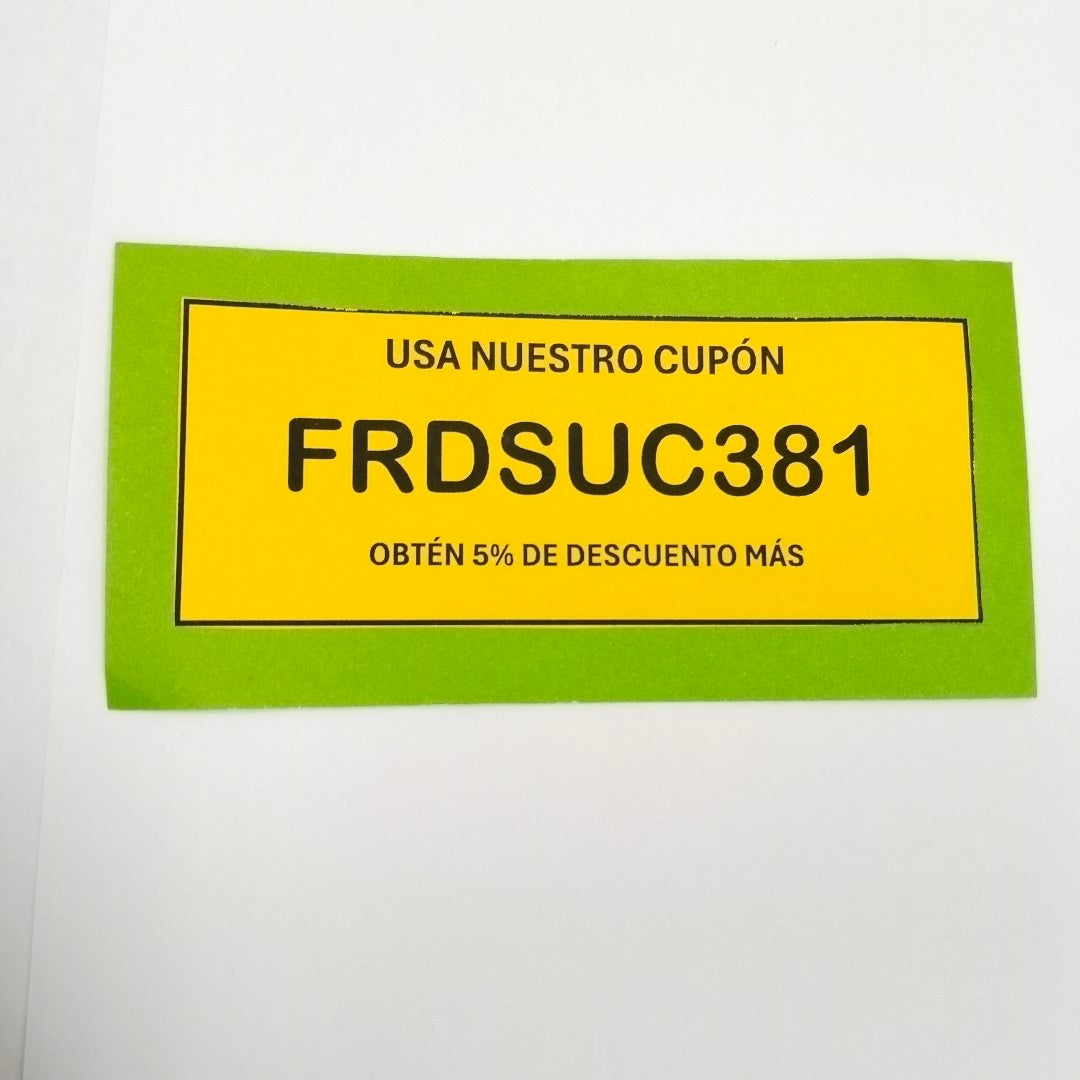 USA NUESTRO CUPÓN
FRDSUC381
OBTÉN 5% DE DESCUENTO MÁS